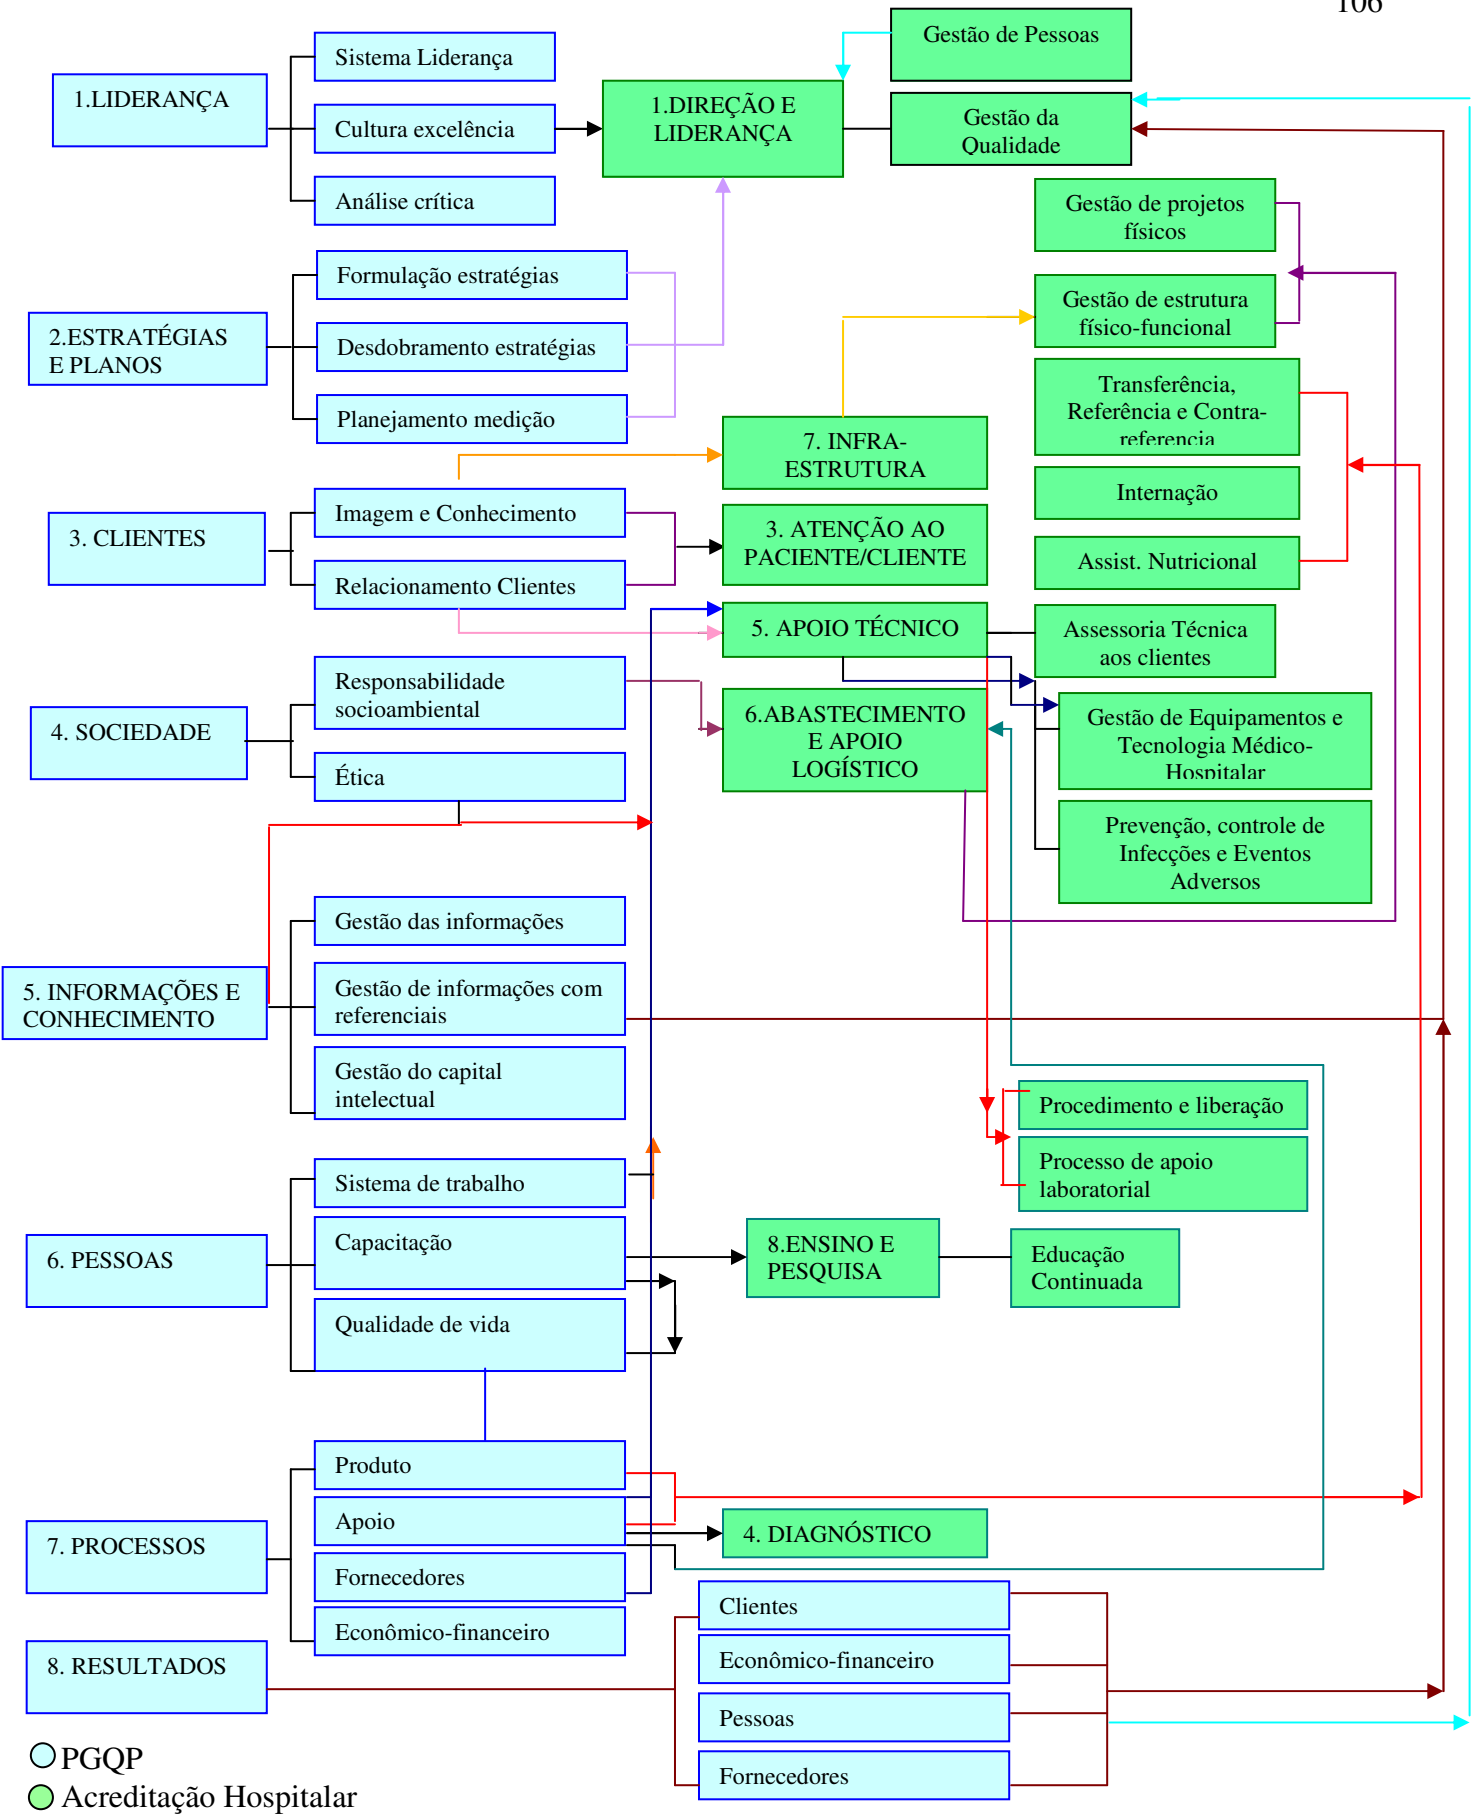 106
Gestão de Pessoas
Sistema Liderança
1.LIDERANÇA
1.DIREÇÃO E
LIDERANÇA
Cultura excelência
Gestão da
Qualidade
Análise crítica
Gestão de projetos
físicos
Formulação estratégias
Gestão de estrutura
físico-funcional
2.ESTRATÉGIAS
E PLANOS
Desdobramento estratégias
Transferência,
Referência e Contra-
referencia
Planejamento medição
7. INFRA-
ESTRUTURA
Internação
Imagem e Conhecimento
3. CLIENTES
3. ATENÇÃO AO
PACIENTE/CLIENTE
Assist. Nutricional
Relacionamento Clientes
5. APOIO TÉCNICO
Assessoria Técnica
aos clientes
Responsabilidade
socioambiental
4. SOCIEDADE
6.ABASTECIMENTO
E APOIO
LOGÍSTICO
Gestão de Equipamentos e
Tecnologia Médico-
Hospitalar
Ética
Prevenção, controle de
Infecções e Eventos
Adversos
Gestão das informações
5. INFORMAÇÕES E
CONHECIMENTO
Gestão de informações com
referenciais
Gestão do capital
intelectual
Procedimento e liberação
Processo de apoio
laboratorial
Sistema de trabalho
6. PESSOAS
Capacitação
8.ENSINO E
PESQUISA
Educação
Continuada
Qualidade de vida
Produto
7. PROCESSOS
Apoio
4. DIAGNÓSTICO
Fornecedores
Econômico-financeiro
8. RESULTADOS
Clientes
Econômico-financeiro
Pessoas
Fornecedores
PGQP
Acreditação Hospitalar